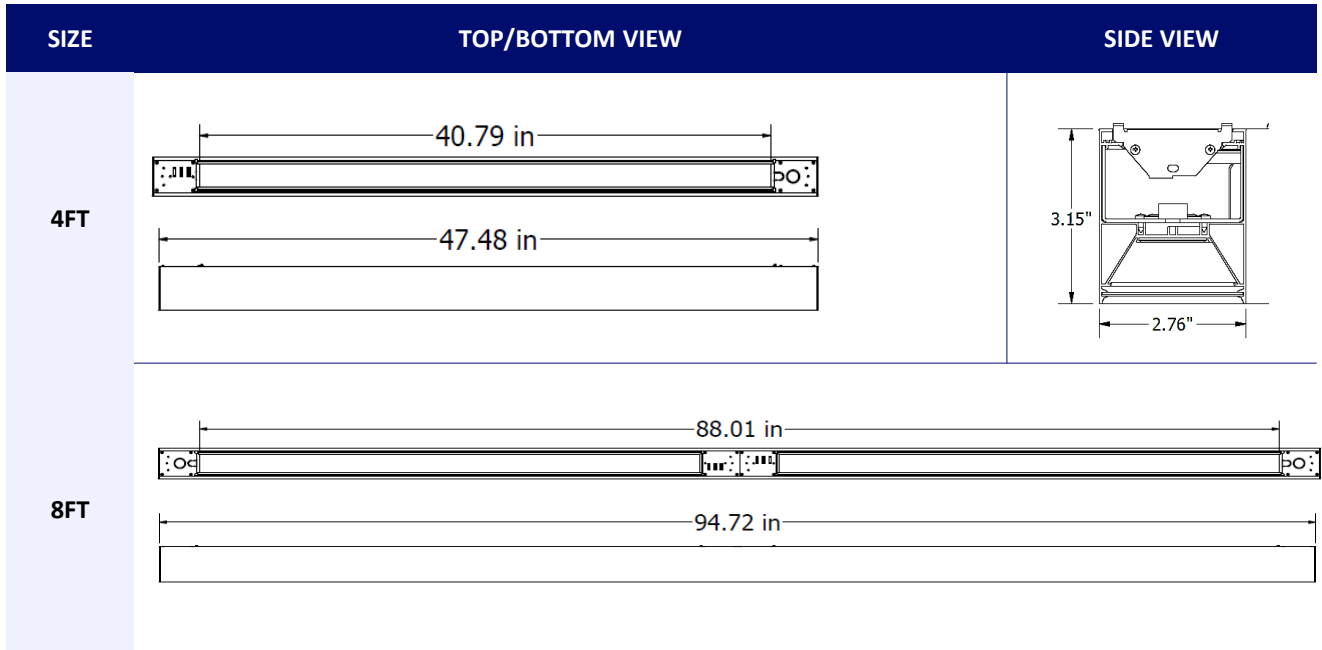 SIZE
TOP/BOTTOM VIEW
SIDE VIEW
4FT
40.79 in
47.48 in
3.15"
2.76"
8FT
88.01 in
94.72 in